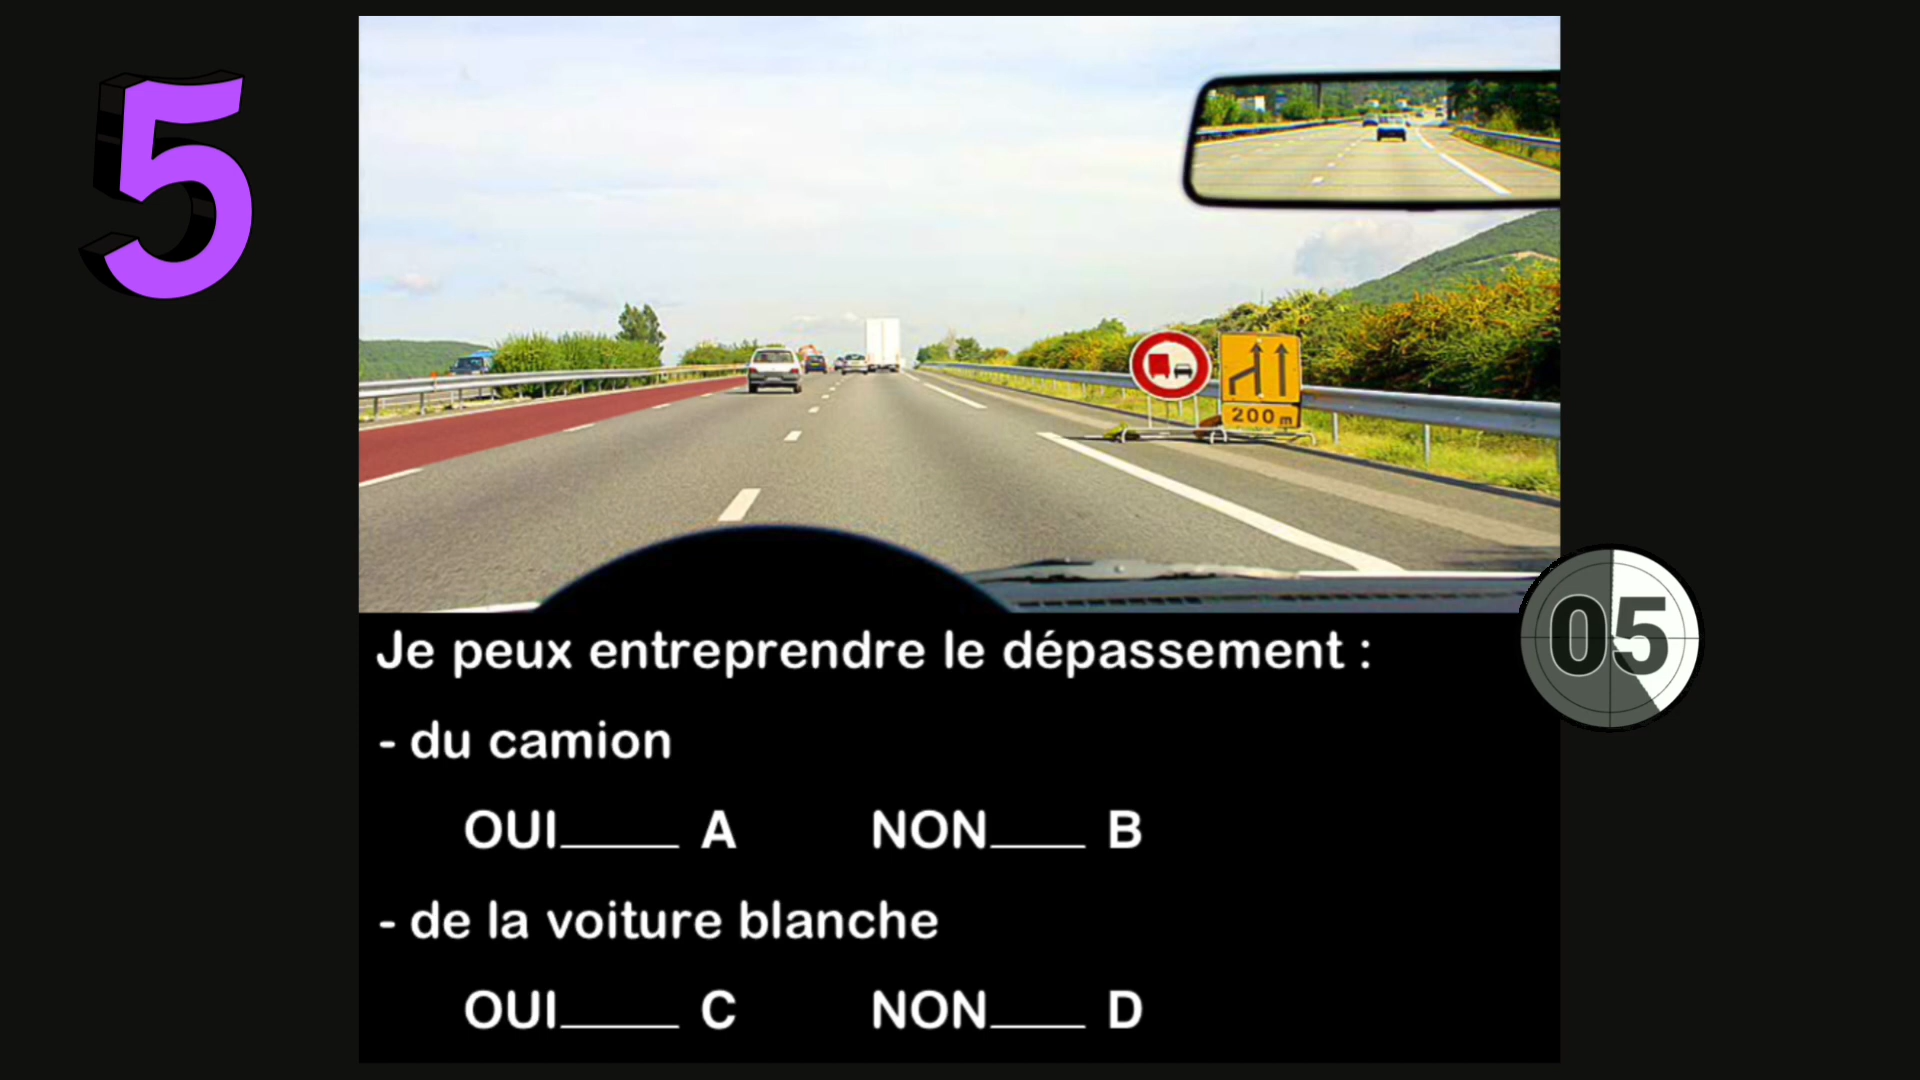 5
200 m
05
Je peux entreprendre le dépassement :
- du camion
OUI_____ A NON____ B
- de la voiture blanche
OUI_____ C NON____ D